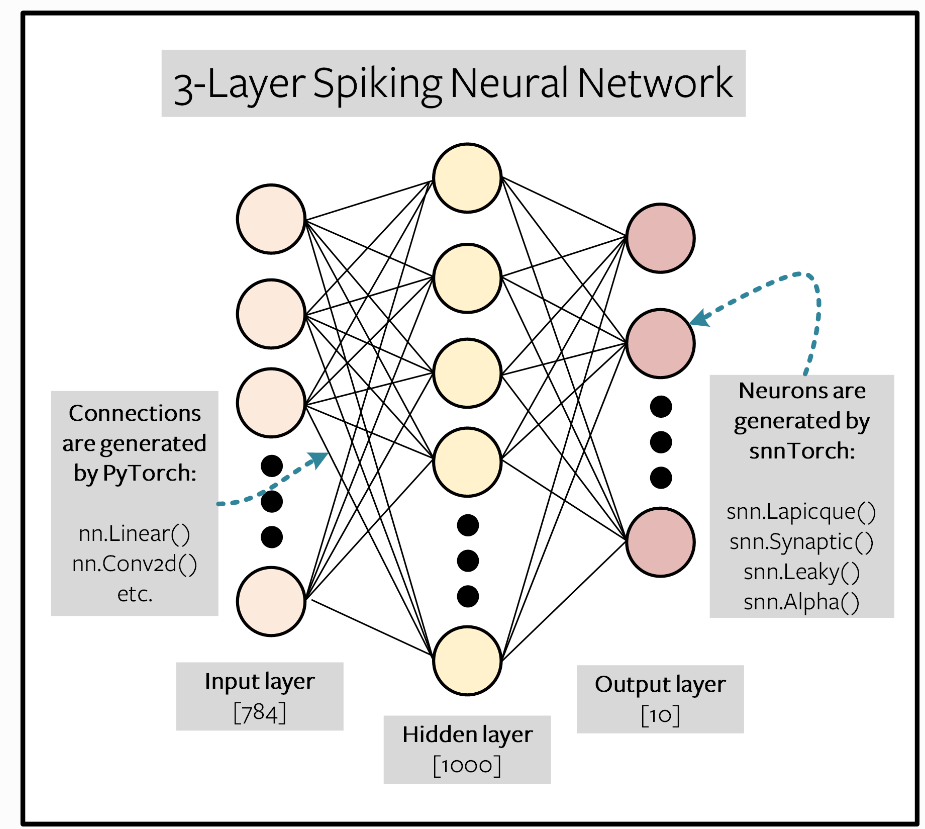 3-Layer Spiking Neural Network
Connections
are generated
by PyTorch:
nn.Linear()
nn.Conv2d()
etc.
Neurons are
generated by
snnTorch:
snn.Lapicque()
snn.Synaptic()
snn.Leaky()
snn.Alpha()
Input layer
[784]
Hidden layer
[1000]
Output layer
[10]